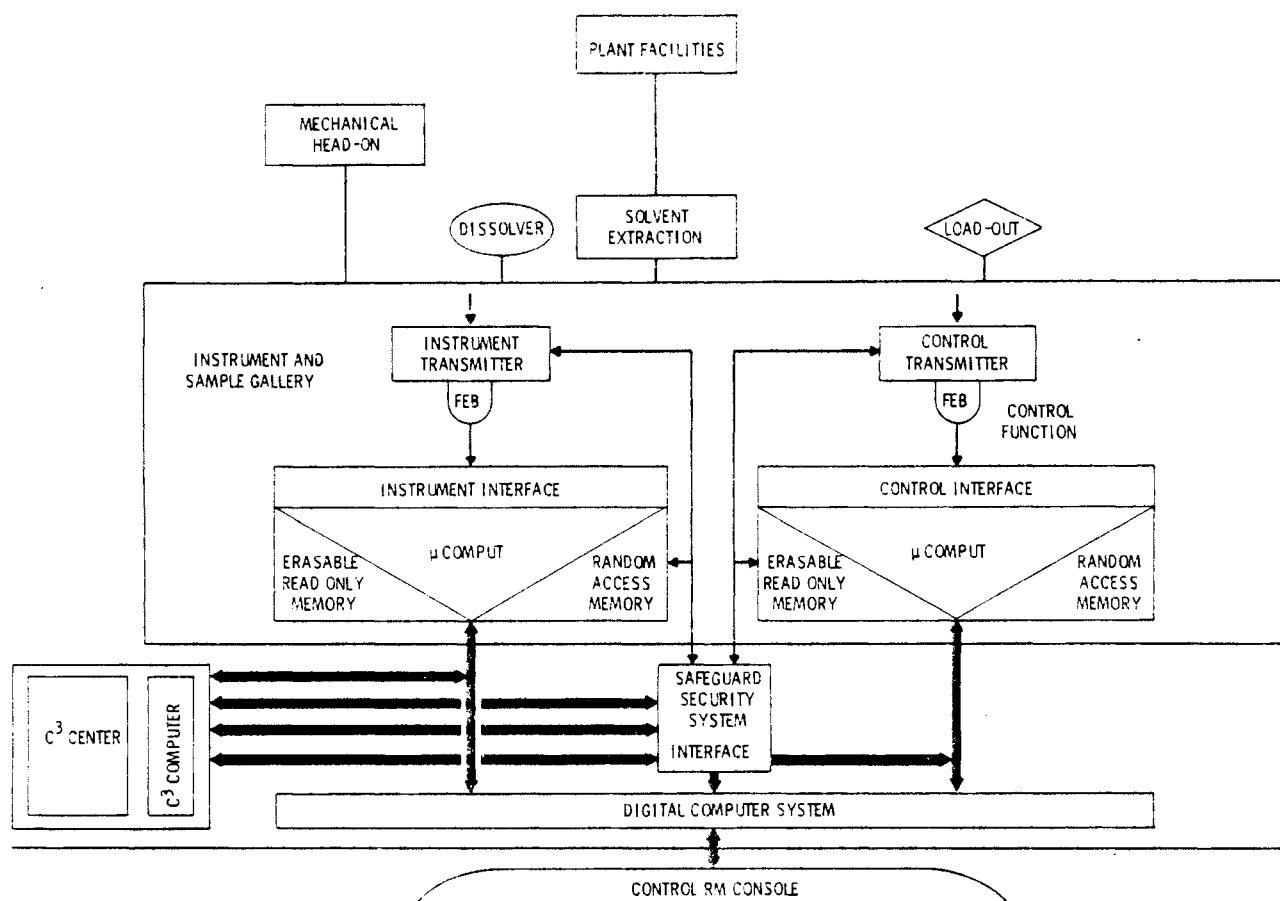 PLANT FACILITIES
MECHANICAL
HEAD-ON
DISSOLVER
SOLVENT
EXTRACTION
LOAD-OUT
INSTRUMENT AND
SAMPLE GALLERY
INSTRUMENT
TRANSMITTER
FEB
CONTROL
TRANSMITTER
FEB
CONTROL
FUNCTION
INSTRUMENT INTERFACE
μ COMPUT
ERASABLE
READ ONLY
MEMORY
RANDOM
ACCESS
MEMORY
CONTROL INTERFACE
μ COMPUT
ERASABLE
READ ONLY
MEMORY
RANDOM
ACCESS
MEMORY
C³ CENTER
C³ COMPUTER
SAFEGUARD
SECURITY
SYSTEM
INTERFACE
DIGITAL COMPUTER SYSTEM
CONTROL RM CONSOLE